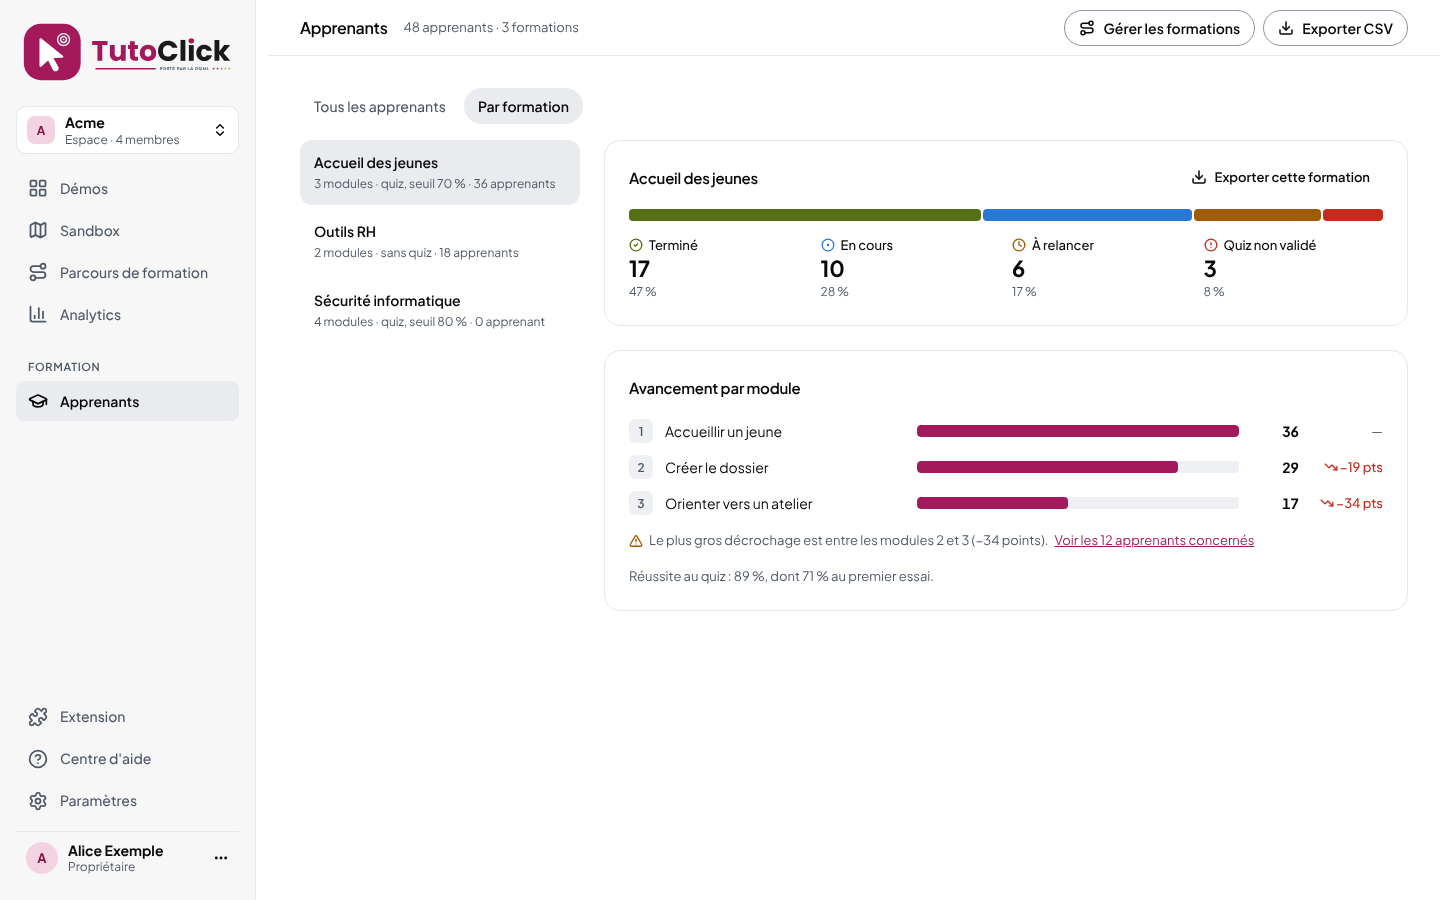 TutoClick
PORTÉ PAR LA DSIML
A
Acme
Espace · 4 membres
Démos
Sandbox
Parcours de formation
Analytics
FORMATION
Apprenants
Extension
Centre d'aide
Paramètres
A
Alice Exemple
Propriétaire
Apprenants 48 apprenants · 3 formations
Gérer les formations
Exporter CSV
Tous les apprenants
Par formation
Accueil des jeunes
3 modules · quiz, seuil 70 % · 36 apprenants
Outils RH
2 modules · sans quiz · 18 apprenants
Sécurité informatique
4 modules · quiz, seuil 80 % · 0 apprenant
Accueil des jeunes
Exporter cette formation
Terminé
17
47 %
En cours
10
28 %
À relancer
6
17 %
Quiz non validé
3
8 %
Avancement par module
1 Accueillir un jeune 36 —
2 Créer le dossier 29 −19 pts
3 Orienter vers un atelier 17 −34 pts
Le plus gros décrochage est entre les modules 2 et 3 (−34 points). Voir les 12 apprenants concernés
Réussite au quiz : 89 %, dont 71 % au premier essai.